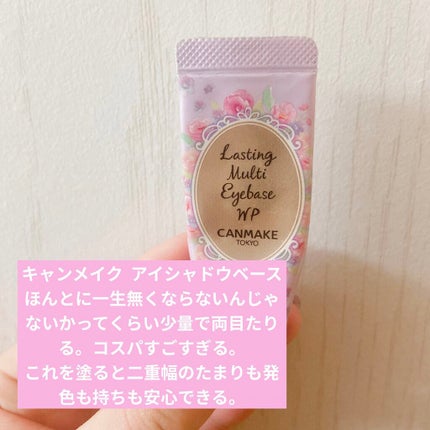 Lasting
Multi
Eyebase
WP
CANMAKE
TOKYO
キャンメイク アイシャドウベース
ほんとに一生無くならないんじゃ
ないかってくらい少量で両目たり
る。コスパすごすぎる。
これを塗ると二重幅のたまりも発
色も持ちも安心できる。